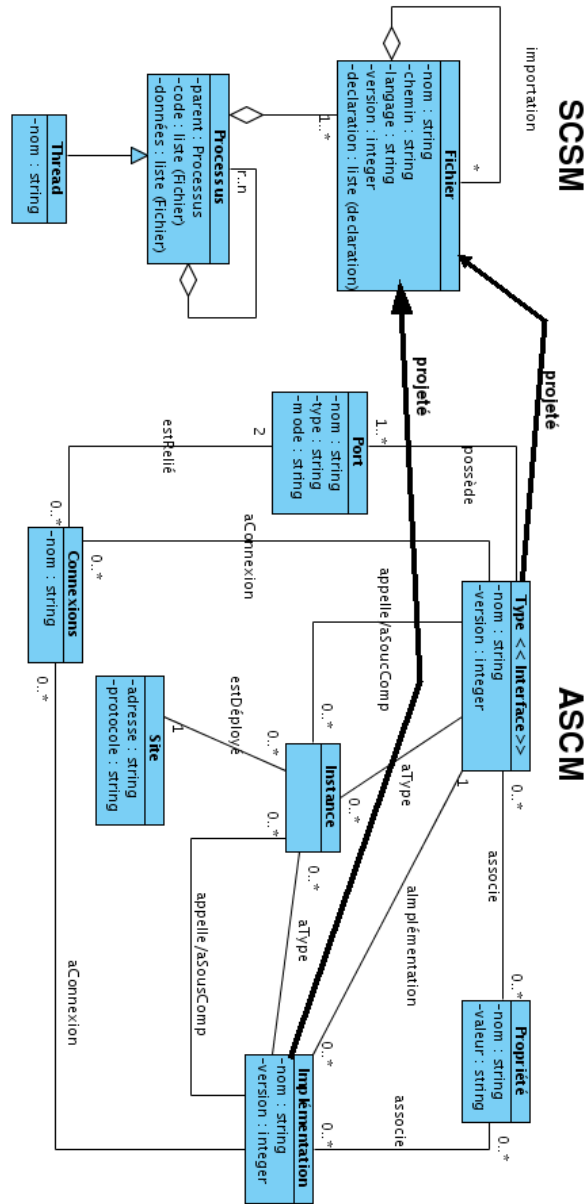 SCSM
ASCM
importation
*
Fichier
-nom : string
-chemin : string
-langage : string
-version : integer
-declaration : liste (declaration)
1..*
Processus
-parent : Processus
-code : liste (Fichier)
-données : liste (Fichier)
r..n
Thread
-nom : string
projeté
projeté
Type << Interface >>
-nom : string
-version : integer
possède
1..*
Port
-nom : string
-type : string
-mode : string
2
estRelié
0..*
Connexions
-nom : string
0..*
aConnexion
0..*
appelle/aSoucComp
0..*
aType
0..*
1
aImplémentation
0..*
0..*
associe
0..*
Propriété
-nom : string
-valeur : string
0..*
associe
0..*
Instance
0..*
estDéployé
1
Site
-adresse : string
-protocole : string
0..*
appelle/aSousComp
0..*
aType
Implémentation
-nom : string
-version : integer
aConnexion